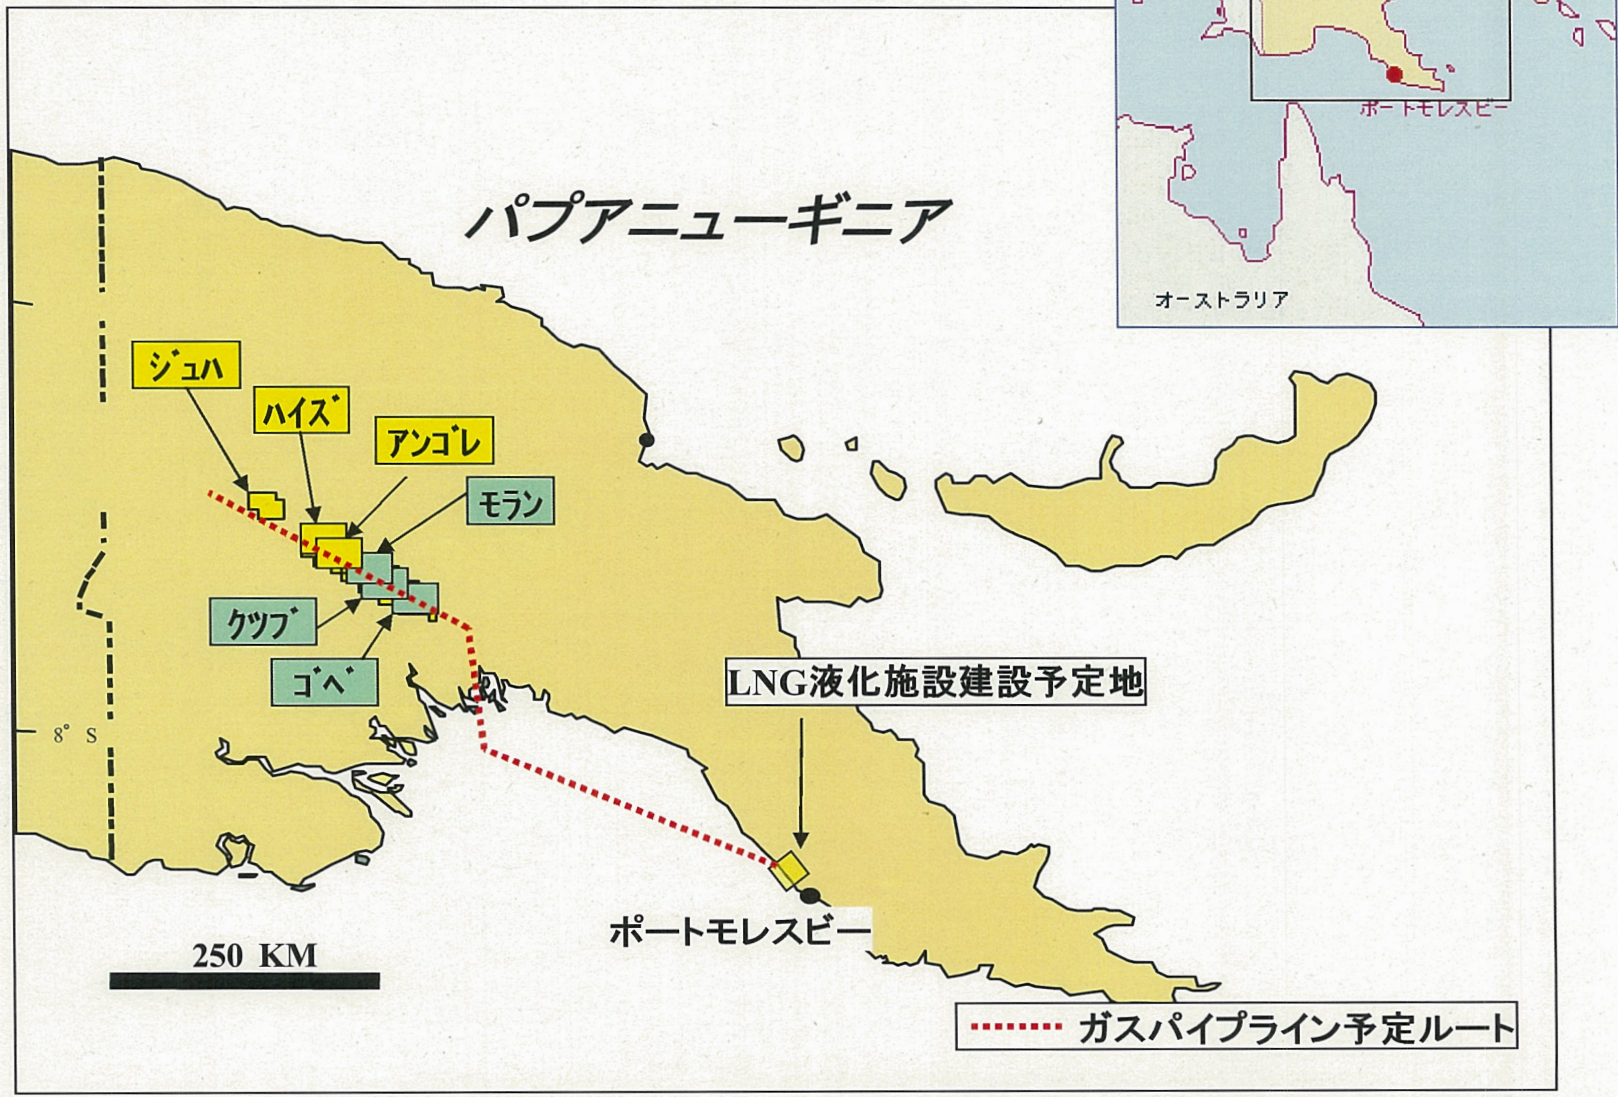 ポートモレスビー
オーストラリア
パプアニューギニア
ｼﾞｭﾊ
ﾊｲｽﾞ
ｱﾝｺﾞﾚ
ﾓﾗﾝ
ｸﾂﾌﾞ
ｺﾞﾍﾞ
LNG液化施設建設予定地
8° S
ポートモレスビー
250 KM
ガスパイプライン予定ルート